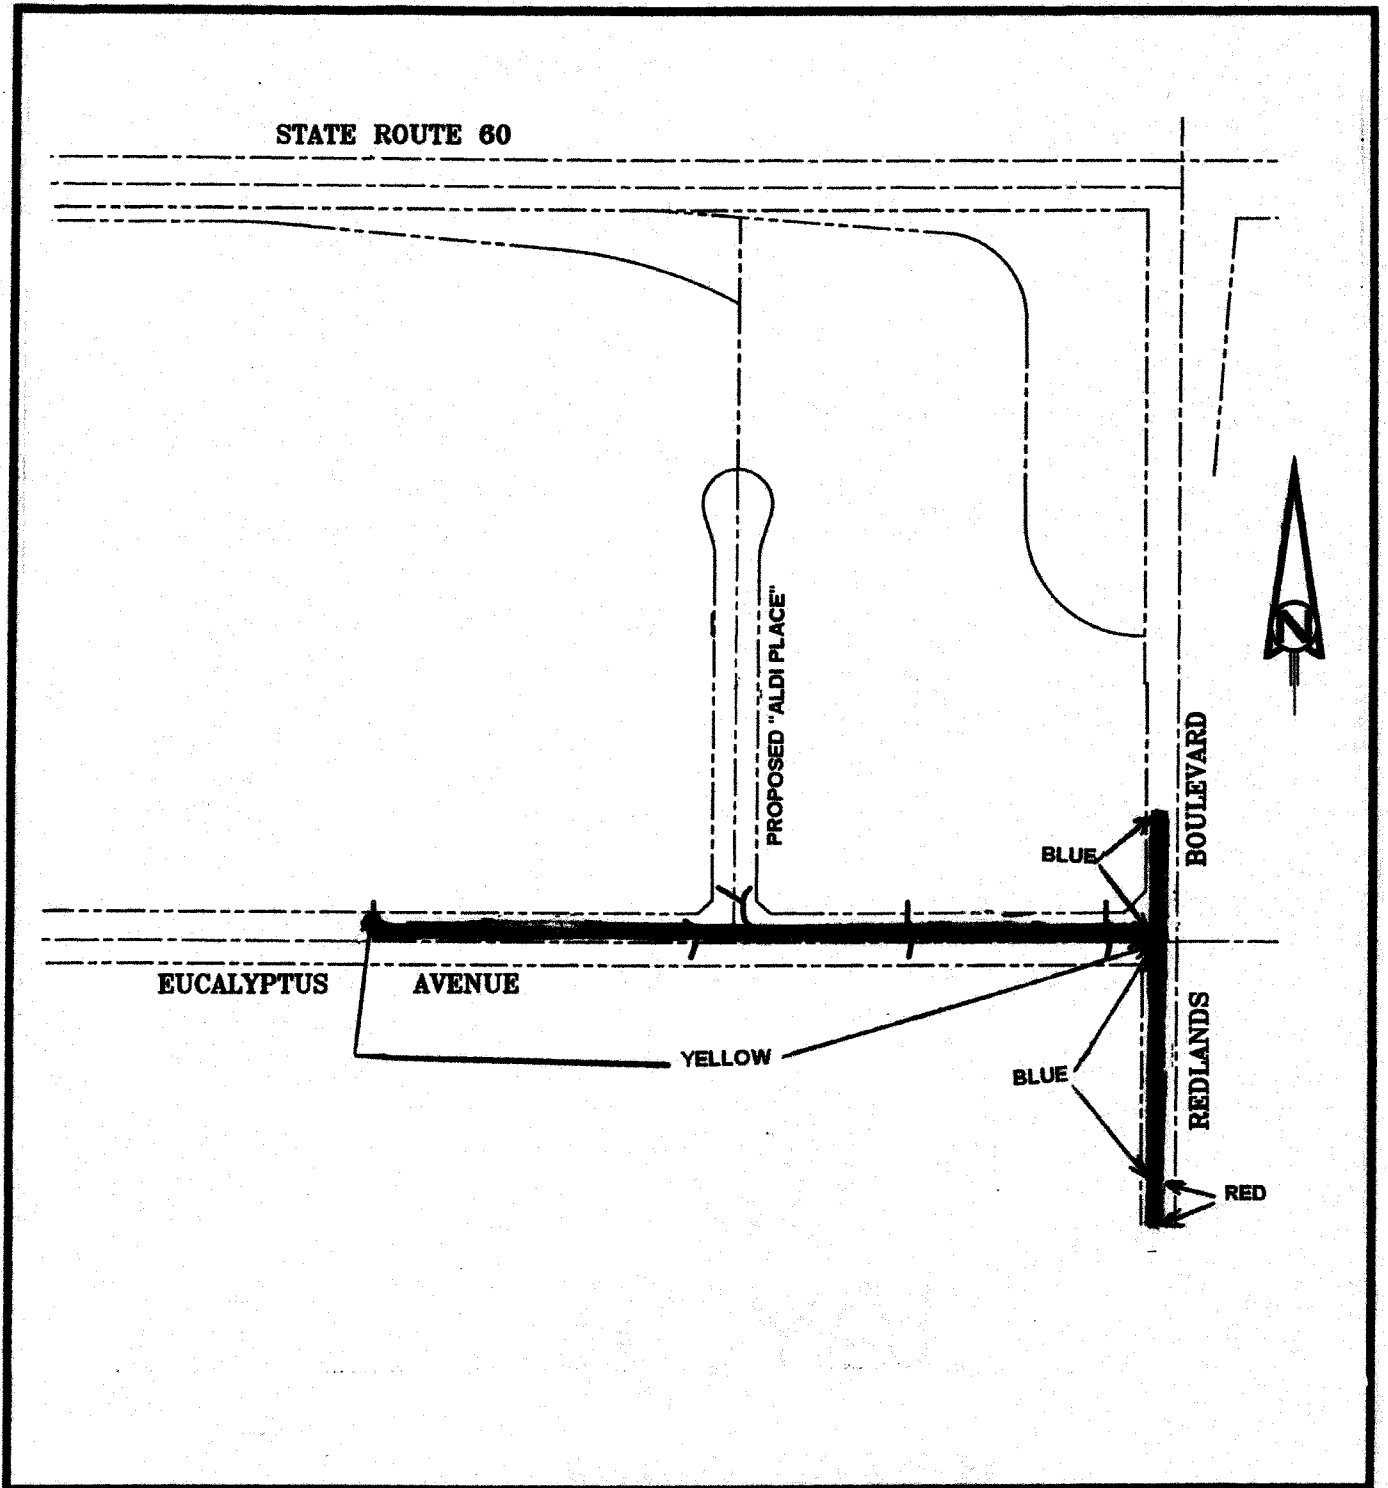 STATE ROUTE 60
PROPOSED "ALDI PLACE"
N
BOULEVARD
BLUE
EUCALYPTUS AVENUE
REDLANDS
YELLOW
BLUE
RED